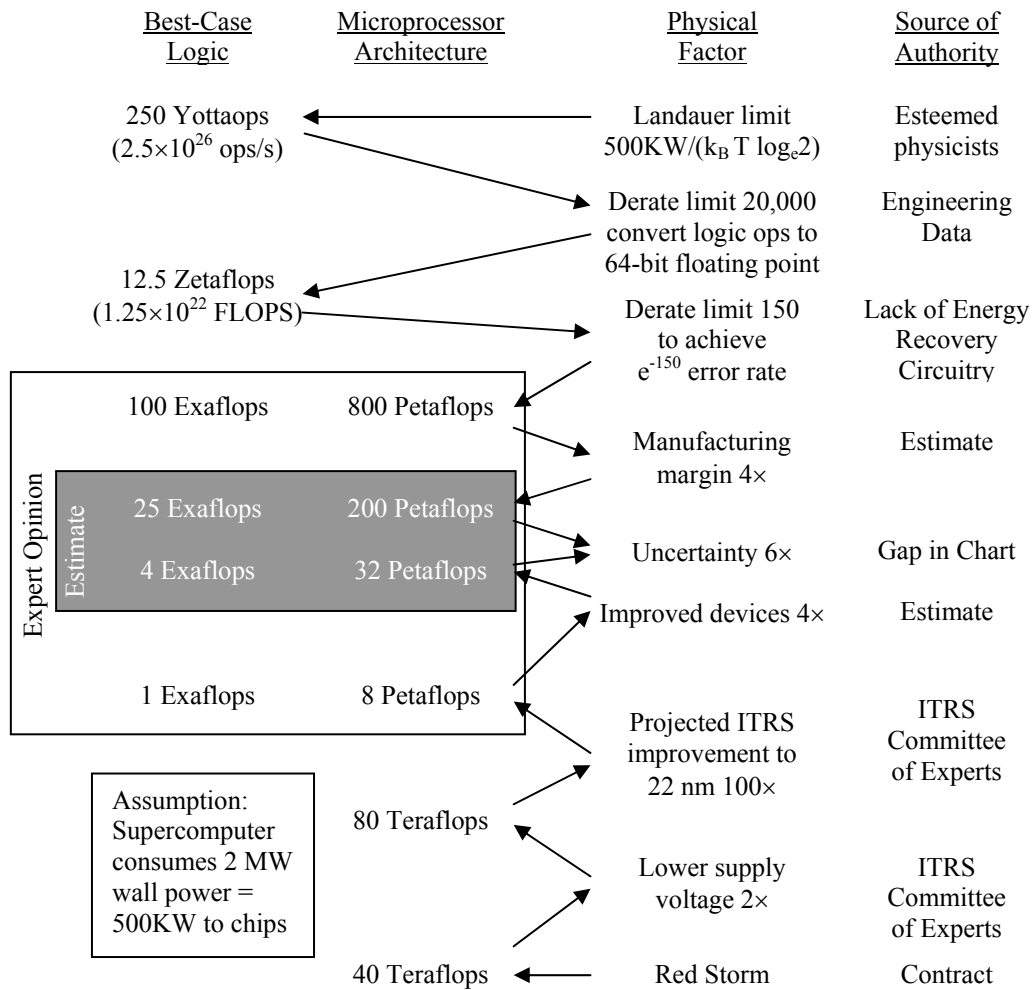 Best-Case Logic
Microprocessor Architecture
Physical Factor
Source of Authority
250 Yottaops
(2.5×10²⁶ ops/s)
Landauer limit
500KW/(k_B T logₑ2)
Esteemed
physicists
Derate limit 20,000
convert logic ops to
64-bit floating point
Engineering
Data
12.5 Zetaflops
(1.25×10²² FLOPS)
Derate limit 150
to achieve
e⁻¹⁵⁰ error rate
Lack of Energy
Recovery
Circuitry
Expert Opinion
100 Exaflops
800 Petaflops
Manufacturing
margin 4×
Estimate
Estimate
25 Exaflops
200 Petaflops
Uncertainty 6×
Gap in Chart
4 Exaflops
32 Petaflops
Improved devices 4×
Estimate
1 Exaflops
8 Petaflops
Projected ITRS
improvement to
22 nm 100×
ITRS
Committee
of Experts
Assumption:
Supercomputer
consumes 2 MW
wall power =
500KW to chips
80 Teraflops
Lower supply
voltage 2×
ITRS
Committee
of Experts
40 Teraflops
Red Storm
Contract